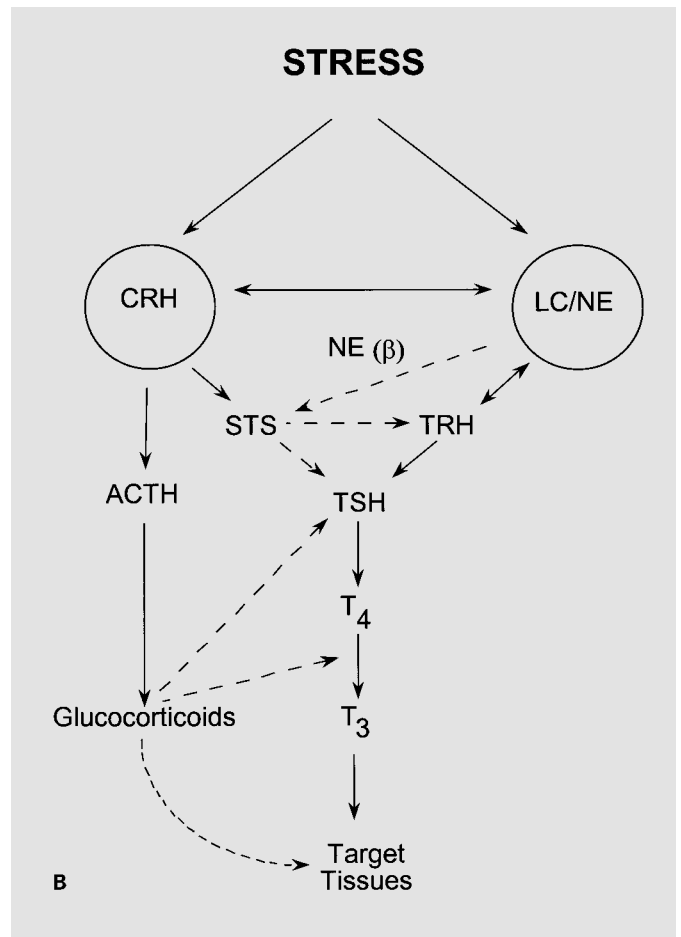 STRESS
CRH
LC/NE
NE (β)
STS
TRH
ACTH
TSH
T4
Glucocorticoids
T3
Target
Tissues
B